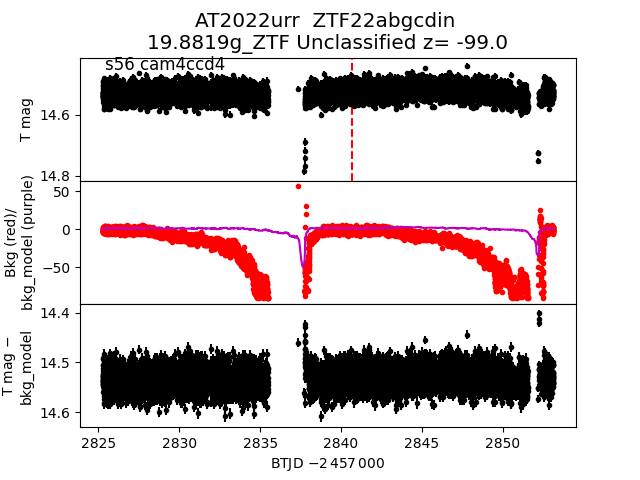 AT2022urr  ZTF22abgcdin
19.8819g_ZTF Unclassified z= -99.0
s56 cam4ccd4
T mag
14.6
14.8
Bkg (red)/
bkg_model (purple)
50
0
−50
T mag −
bkg_model
14.4
14.5
14.6
2825
2830
2835
2840
2845
2850
BTJD −2 457 000